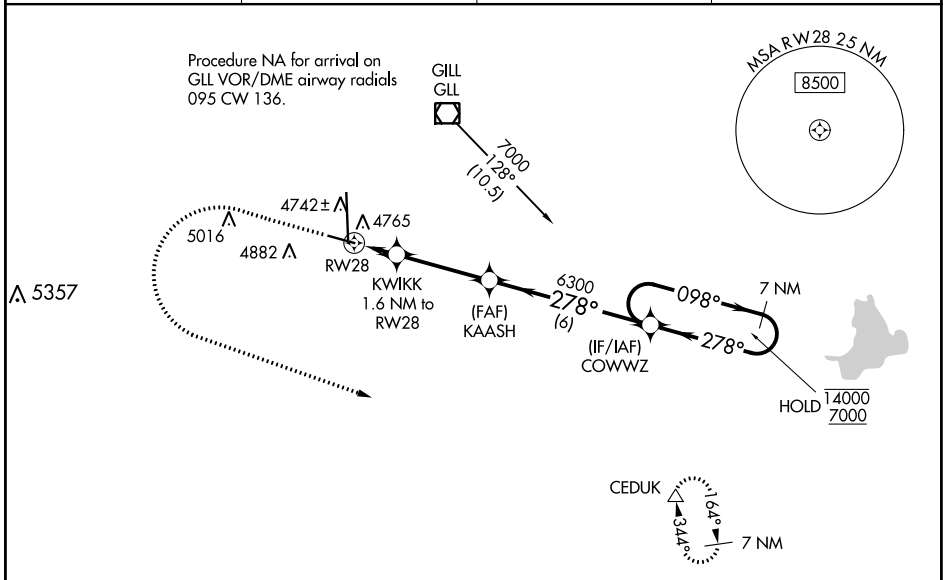 Procedure NA for arrival on
GLL VOR/DME airway radials
095 CW 136.
GILL
GLL
7000
128°
(10.5)
MSA RW28 25 NM
8500
4742±
4765
5016
4882
RW28
5357
KWIKK
1.6 NM to
RW28
(FAF)
KAASH
6300
278°
(6)
(IF/IAF)
COWWZ
098°
7 NM
278°
HOLD
14000
7000
CEDUK
164°
344°
7 NM